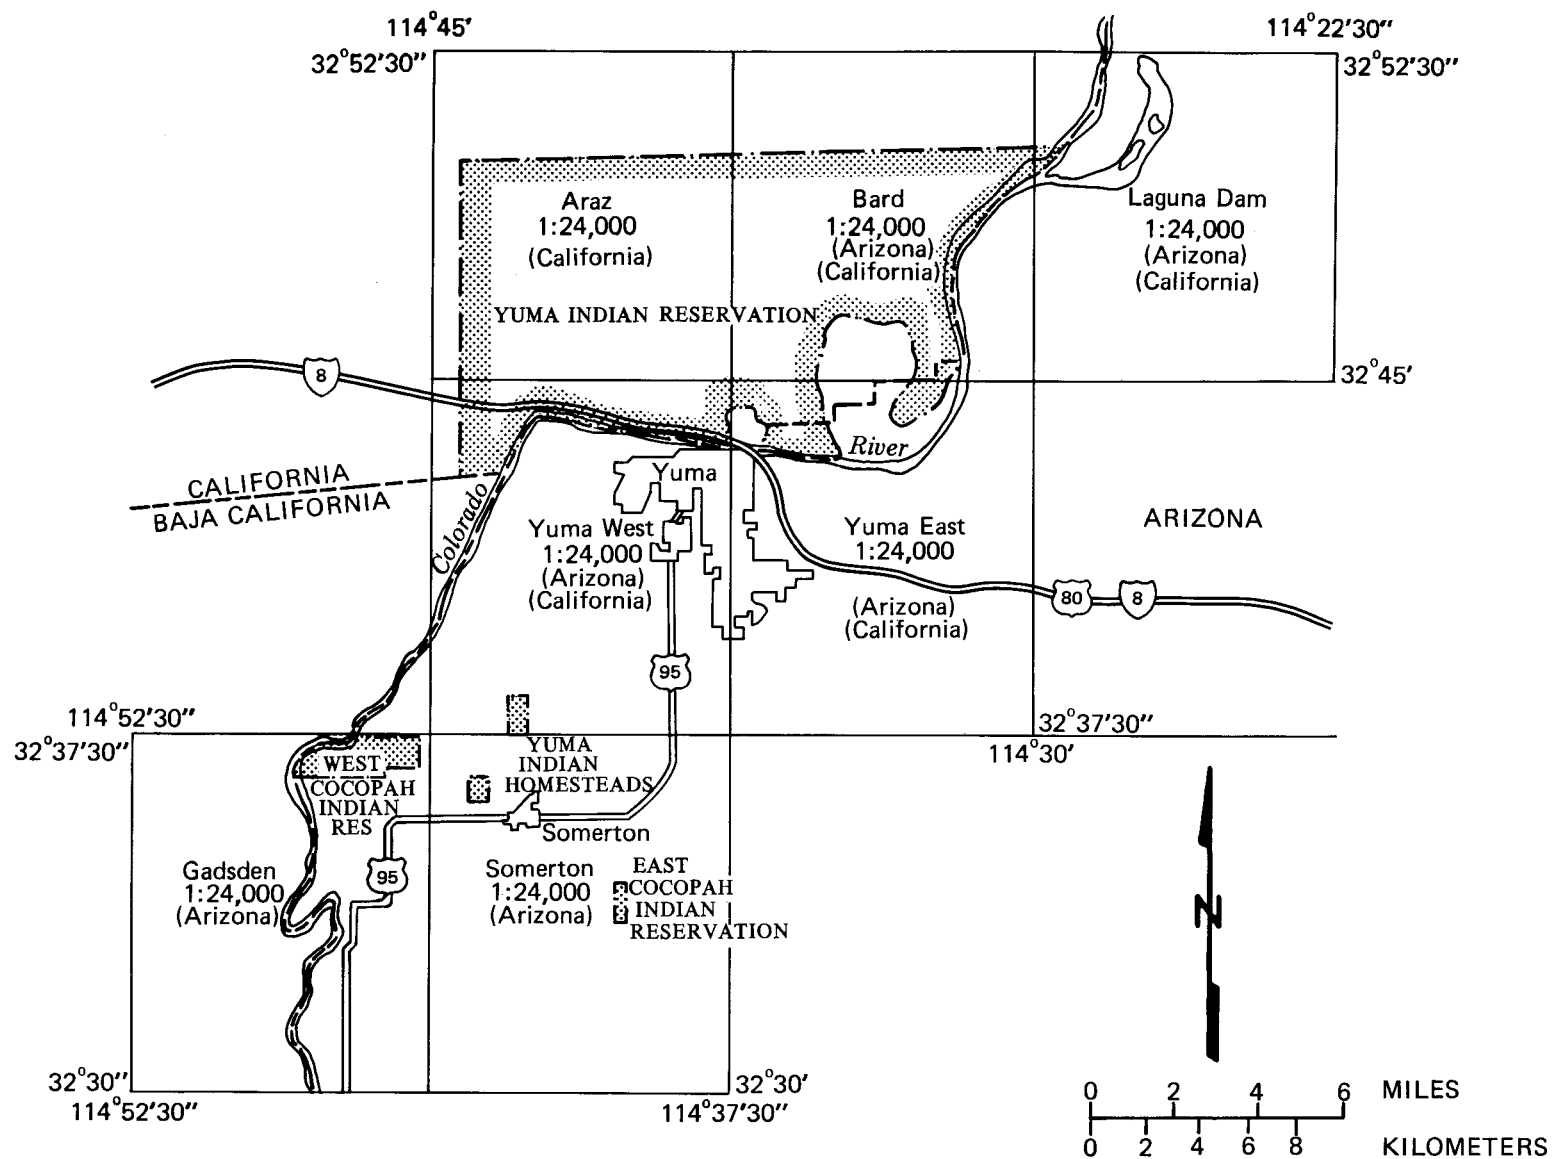 114°45'
114°22'30"
32°52'30"
32°52'30"
Araz
1:24,000
(California)
Bard
1:24,000
(Arizona)
(California)
Laguna Dam
1:24,000
(Arizona)
(California)
YUMA INDIAN RESERVATION
8
32°45'
River
CALIFORNIA
BAJA CALIFORNIA
Colorado
Yuma
Yuma West
1:24,000
(Arizona)
(California)
Yuma East
1:24,000
(Arizona)
(California)
ARIZONA
80
8
95
114°52'30"
32°37'30"
32°37'30"
114°30'
WEST
COCOPAH
INDIAN
RES
YUMA
INDIAN
HOMESTEADS
Somerton
Gadsden
1:24,000
(Arizona)
95
Somerton
1:24,000
(Arizona)
EAST
COCOPAH
INDIAN
RESERVATION
N
32°30"
114°52'30"
32°30'
114°37'30"
0 2 4 6 MILES
0 2 4 6 8 KILOMETERS